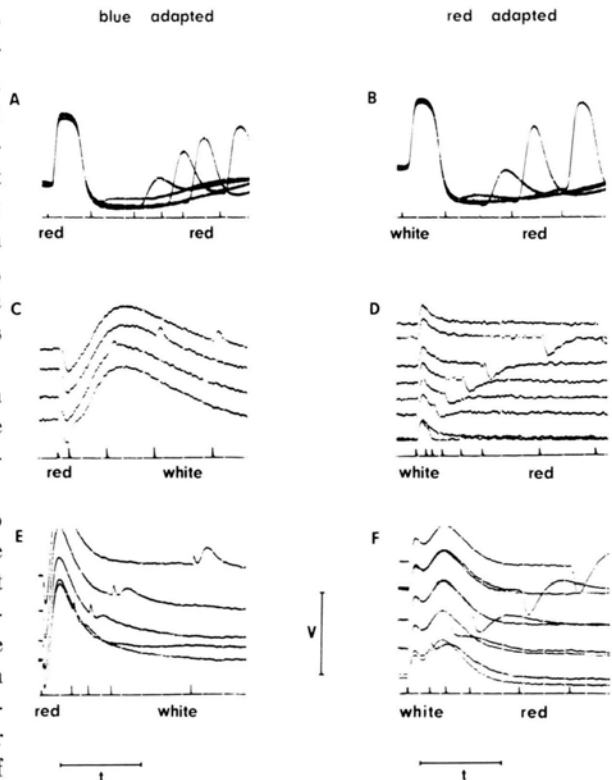 blue adapted
red adapted
A
B
red
red
white
red
C
D
red
white
white
red
E
F
V
red
white
white
red
t
t